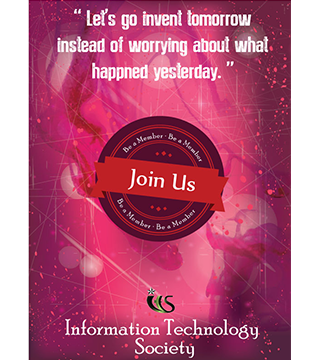 “ Let's go invent tomorrow
instead of worrying about what
happned yesterday. ”
Be a Member · Be a Member
Join Us
Be a Member · Be a Member
Information Technology
Society